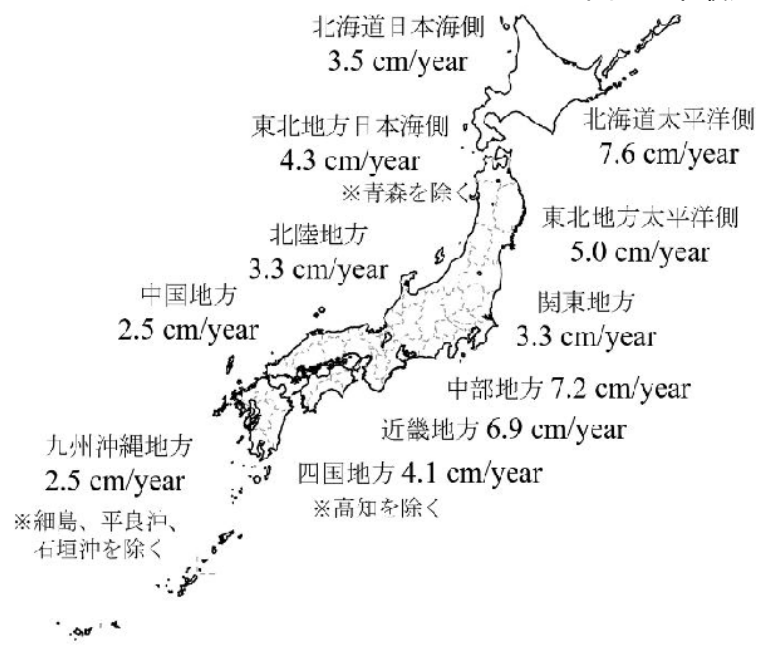 北海道日本海側
3.5 cm/year
東北地方日本海側
4.3 cm/year
※青森を除く
北海道太平洋側
7.6 cm/year
北陸地方
3.3 cm/year
東北地方太平洋側
5.0 cm/year
中国地方
2.5 cm/year
関東地方
3.3 cm/year
中部地方 7.2 cm/year
近畿地方 6.9 cm/year
九州沖縄地方
2.5 cm/year
※細島、平良沖、
石垣沖を除く
四国地方 4.1 cm/year
※高知を除く